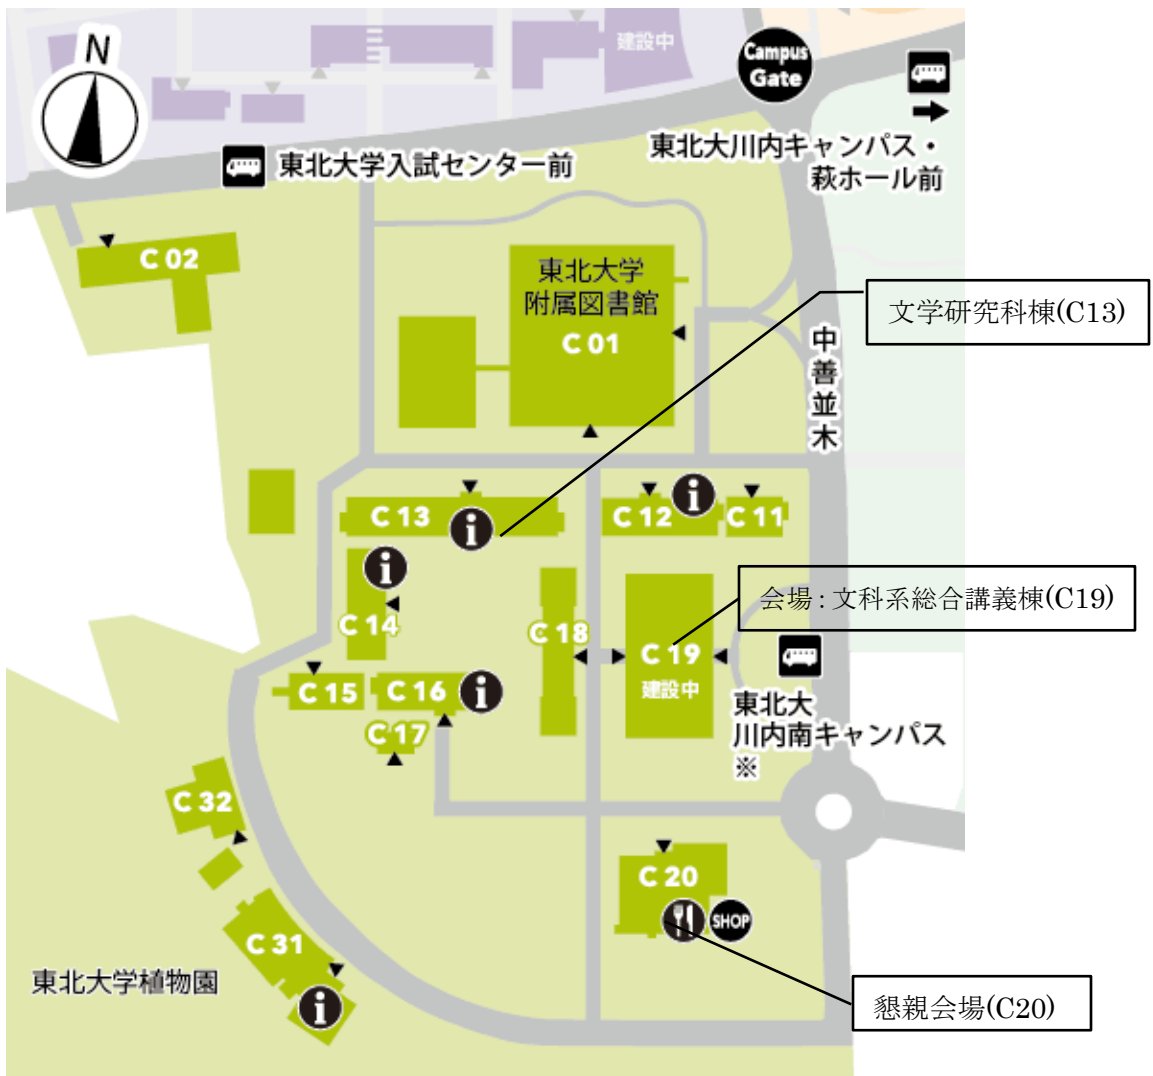 N
建設中
Campus
Gate
東北大学入試センター前
東北大川内キャンパス・
萩ホール前
C 02
東北大学
附属図書館
C 01
文学研究科棟(C13)
中善並木
C 13
C 12
C 11
C 14
会場:文科系総合講義棟(C19)
C 18
C 19
建設中
C 15
C 16
C 17
東北大
川内南キャンパス
※
C 32
C 20
SHOP
C 31
東北大学植物園
懇親会場(C20)